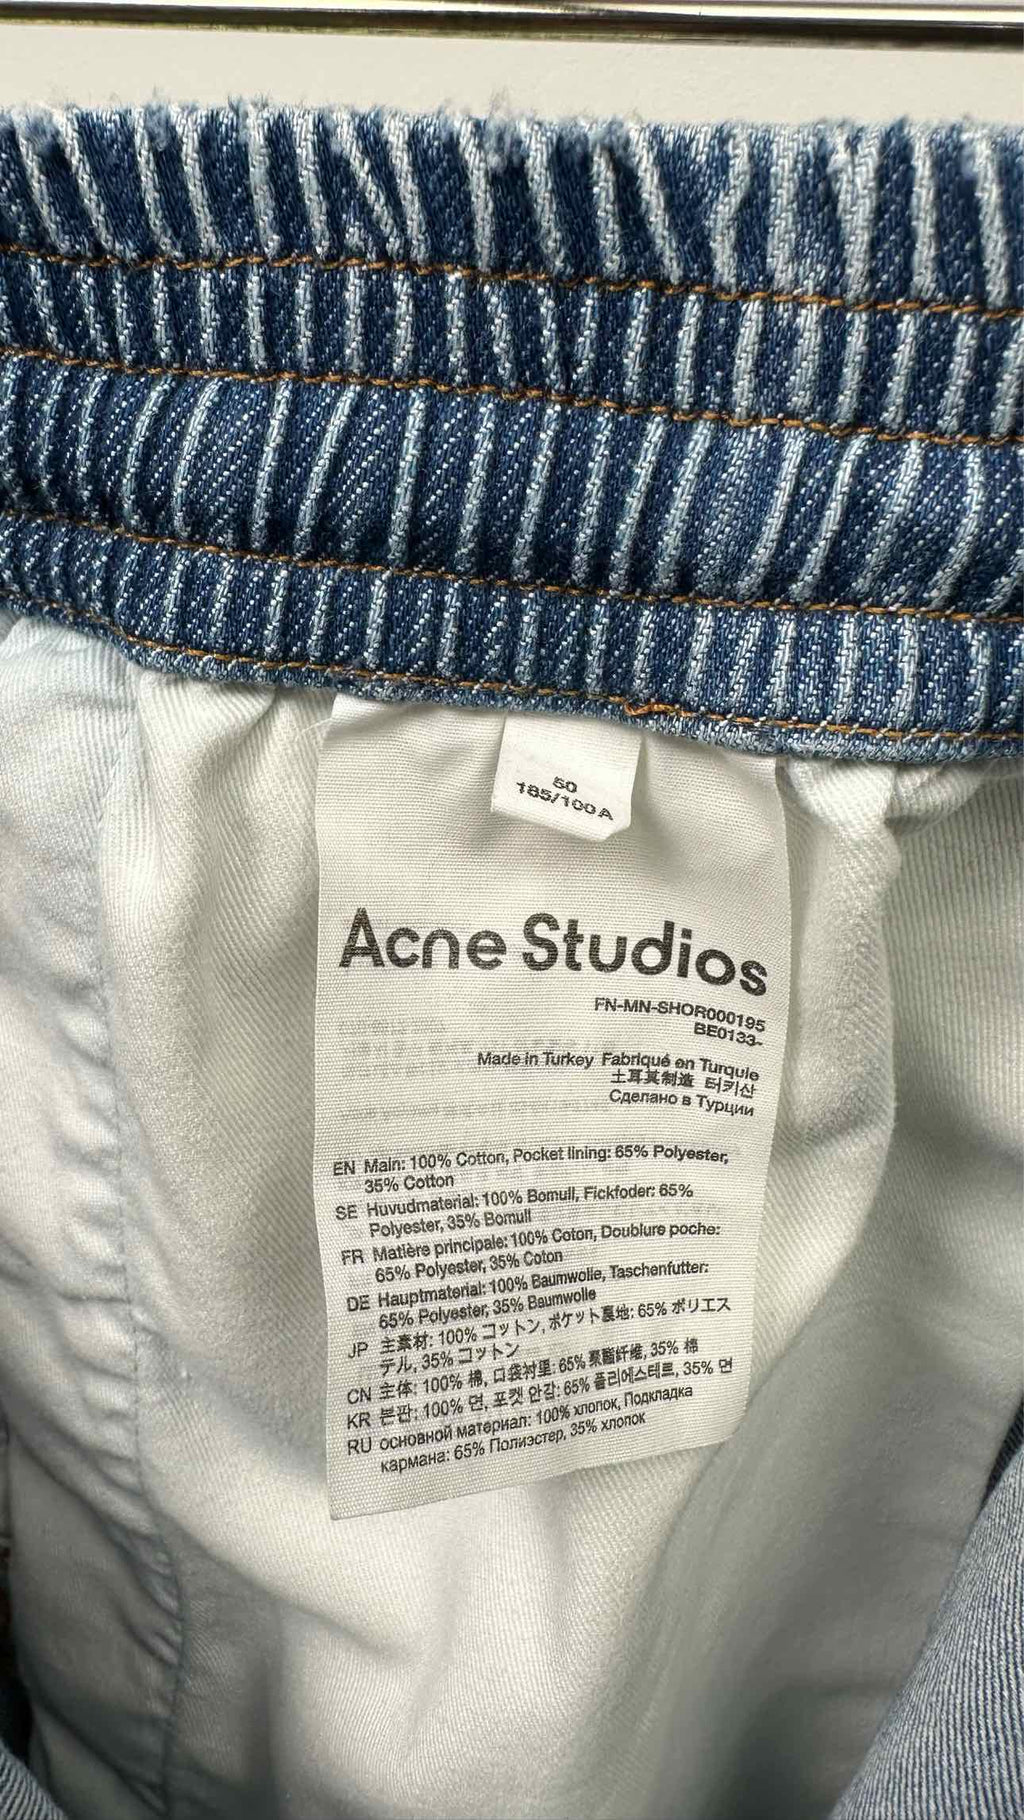 50
185/100A
Acne Studios
FN-MN-SHOR000195
BE0133-
Made in Turkey Fabriqué en Turquie
土耳其制造 터키산
Сделано в Турции
EN Main: 100% Cotton, Pocket lining: 65% Polyester,
35% Cotton
SE Huvudmaterial: 100% Bomull, Fickfoder: 65%
Polyester, 35% Bomull
FR Matière principale: 100% Coton, Doublure poche:
65% Polyester, 35% Coton
DE Hauptmaterial: 100% Baumwolle, Taschenfutter:
65% Polyester, 35% Baumwolle
JP 主素材: 100% コットン, ポケット裏地: 65% ポリエス
テル, 35% コットン
CN 主体: 100% 棉, 口袋衬里: 65% 聚酯纤维, 35% 棉
KR 본판: 100% 면, 포켓 안감: 65% 폴리에스테르, 35% 면
RU основной материал: 100% хлопок, Подкладка
кармана: 65% Полиэстер, 35% хлопок